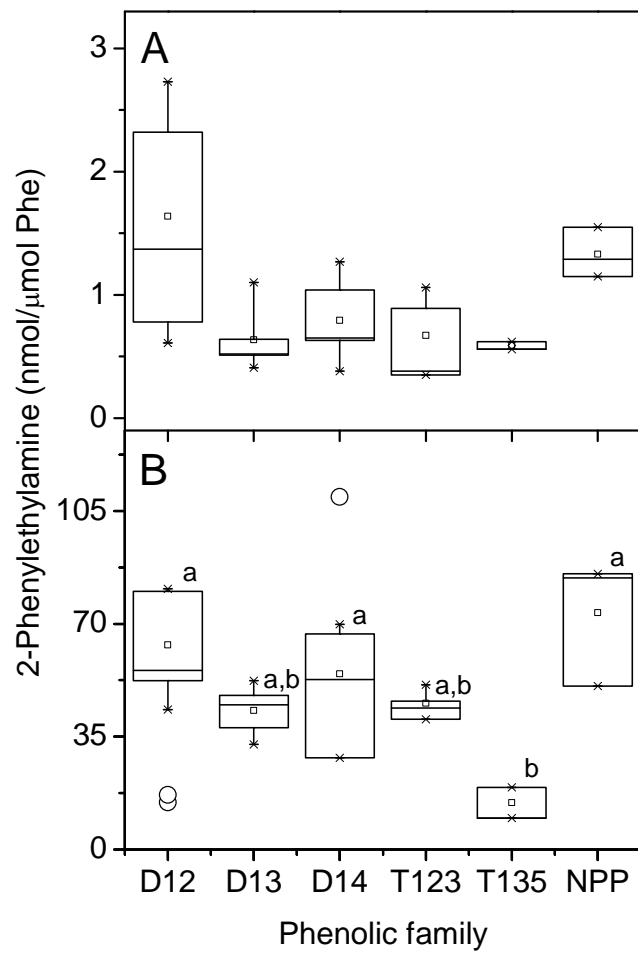 A
3
2
1
0
2-Phenylethylamine (nmol/μmol Phe)
B
105
70
35
0
a
a,b
a
a,b
b
a
D12 D13 D14 T123 T135 NPP
Phenolic family